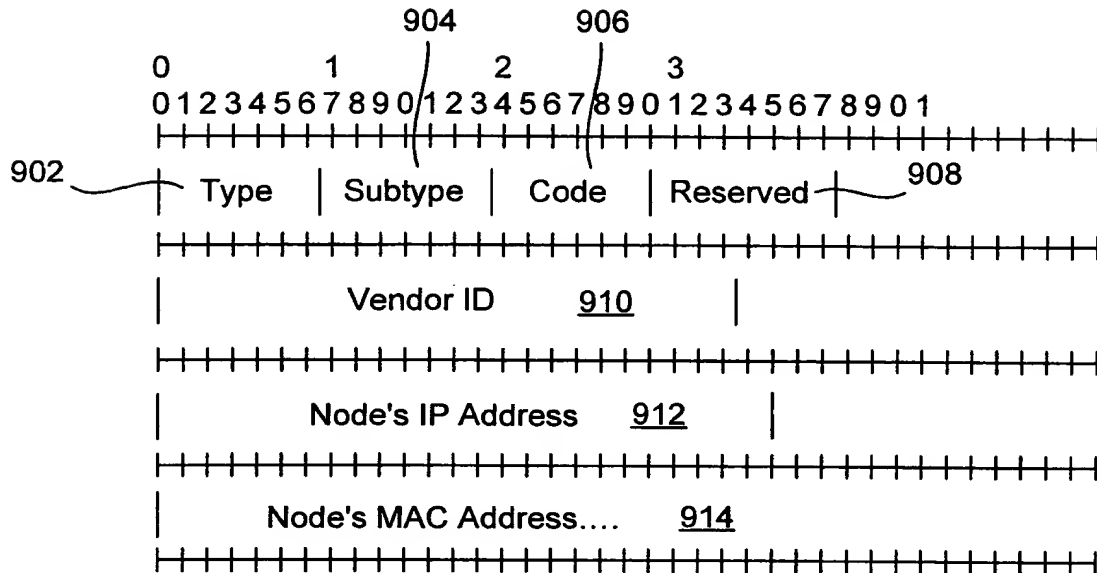 904 906
0 1 2 3
0 1 2 3 4 5 6 7 8 9 0 1 2 3 4 5 6 7 8 9 0 1 2 3 4 5 6 7 8 9 0 1
902 Type Subtype Code Reserved 908
Vendor ID 910
Node's IP Address 912
Node's MAC Address.... 914